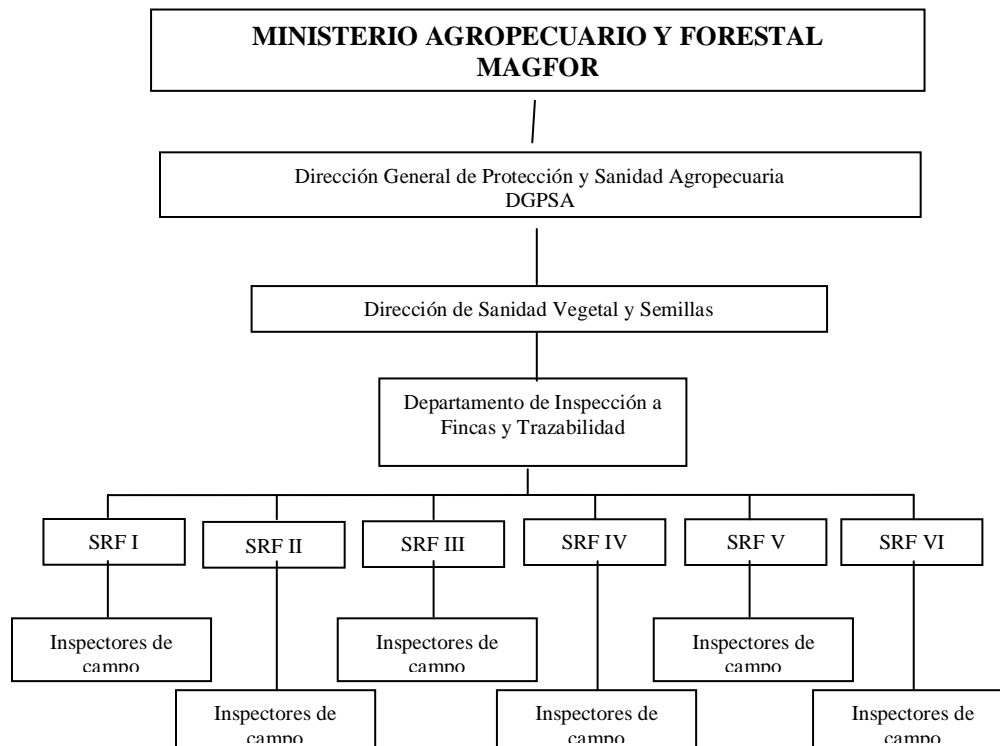 MINISTERIO AGROPECUARIO Y FORESTAL
MAGFOR
Dirección General de Protección y Sanidad Agropecuaria
DGPSA
Dirección de Sanidad Vegetal y Semillas
Departamento de Inspección a
Fincas y Trazabilidad
SRF I
SRF II
SRF III
SRF IV
SRF V
SRF VI
Inspectores de
campo
Inspectores de
campo
Inspectores de
campo
Inspectores de
campo
Inspectores de
campo
Inspectores de
campo